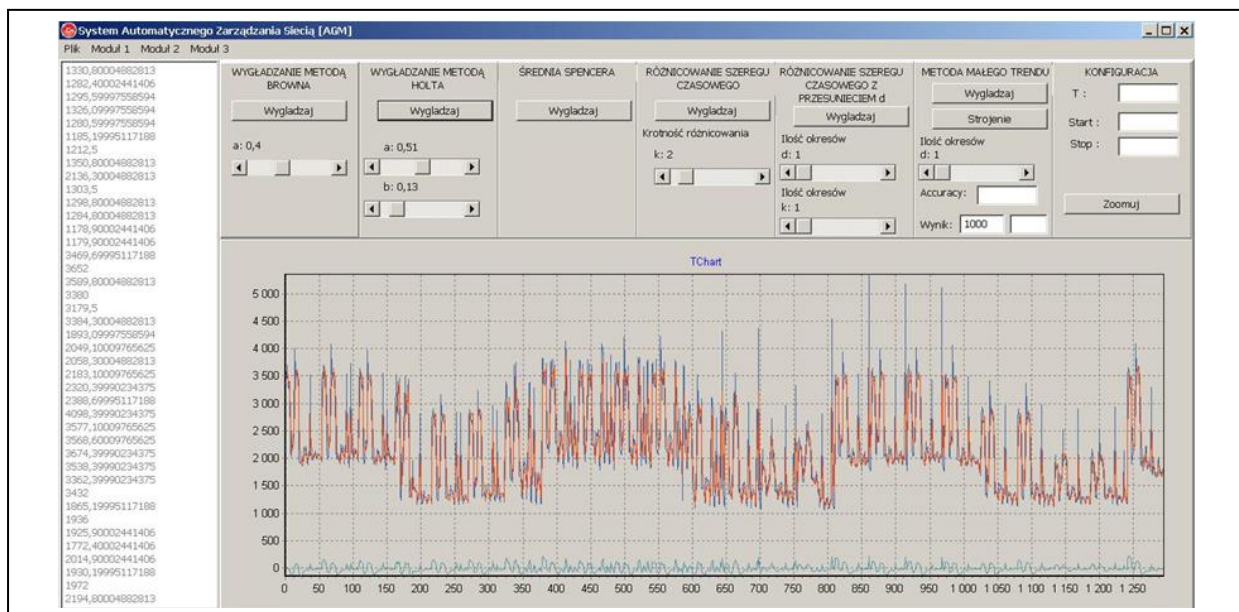 System Automatycznego Zarządzania Siecią [AGM]
Plik Moduł 1 Moduł 2 Moduł 3
1330,80004882813
1282,40002441406
1295,59997558594
1326,09997558594
1280,59997558594
1185,19995117188
1212,5
1350,80004882813
2136,30004882813
1303,5
1298,80004882813
1284,80004882813
1178,90002441406
1179,90002441406
3469,69995117188
3652
3589,80004882813
3380
3179,5
3384,30004882813
1893,09997558594
2049,10009765625
2058,30004882813
2183,10009765625
2320,39990234375
2388,69995117188
4098,39990234375
3577,10009765625
3568,60009765625
3674,39990234375
3538,39990234375
3362,39990234375
3432
1865,19995117188
1936
1925,90002441406
1772,40002441406
2014,90002441406
1930,19995117188
1972
2194,80004882813
WYGŁADZANIE METODĄ
BROWNA
Wygladzaj
a: 0,4
WYGŁADZANIE METODĄ
HOLTA
Wygladzaj
a: 0,51
b: 0,13
ŚREDNIA SPENCERA
Wygladzaj
RÓŻNICOWANIE SZEREGU
CZASOWEGO
Wygladzaj
Krotność różnicowania
k: 2
RÓŻNICOWANIE SZEREGU
CZASOWEGO Z
PRZESUNIECIEM d
Wygladzaj
Ilość okresów
d: 1
Ilość okresów
k: 1
METODA MAŁEGO TRENDU
Wygladzaj
Strojenie
Ilość okresów
d: 1
Accuracy:
Wynik: 1000
KONFIGURACJA
T :
Start :
Stop :
Zoomuj
TChart
5 000
4 500
4 000
3 500
3 000
2 500
2 000
1 500
1 000
500
0
0 50 100 150 200 250 300 350 400 450 500 550 600 650 700 750 800 850 900 950 1 000 1 050 1 100 1 150 1 200 1 250